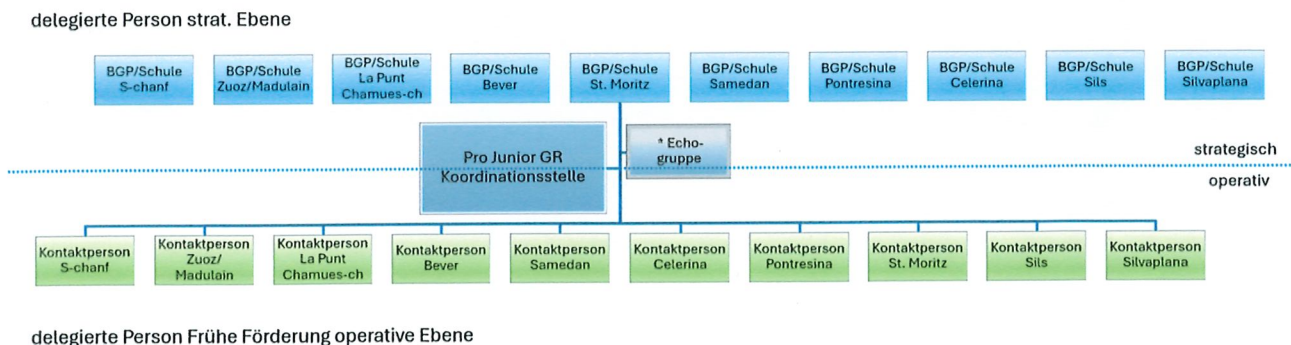 delegierte Person strat. Ebene
BGP/Schule
S-chanf
BGP/Schule
Zuoz/Madulain
BGP/Schule
La Punt
Chamues-ch
BGP/Schule
Bever
BGP/Schule
St. Moritz
BGP/Schule
Samedan
BGP/Schule
Pontresina
BGP/Schule
Celerina
BGP/Schule
Sils
BGP/Schule
Silvaplana
Pro Junior GR
Koordinationsstelle
* Echo-
gruppe
strategisch
operativ
Kontaktperson
S-chanf
Kontaktperson
Zuoz/
Madulain
Kontaktperson
La Punt
Chamues-ch
Kontaktperson
Bever
Kontaktperson
Samedan
Kontaktperson
Celerina
Kontaktperson
Pontresina
Kontaktperson
St. Moritz
Kontaktperson
Sils
Kontaktperson
Silvaplana
delegierte Person Frühe Förderung operative Ebene